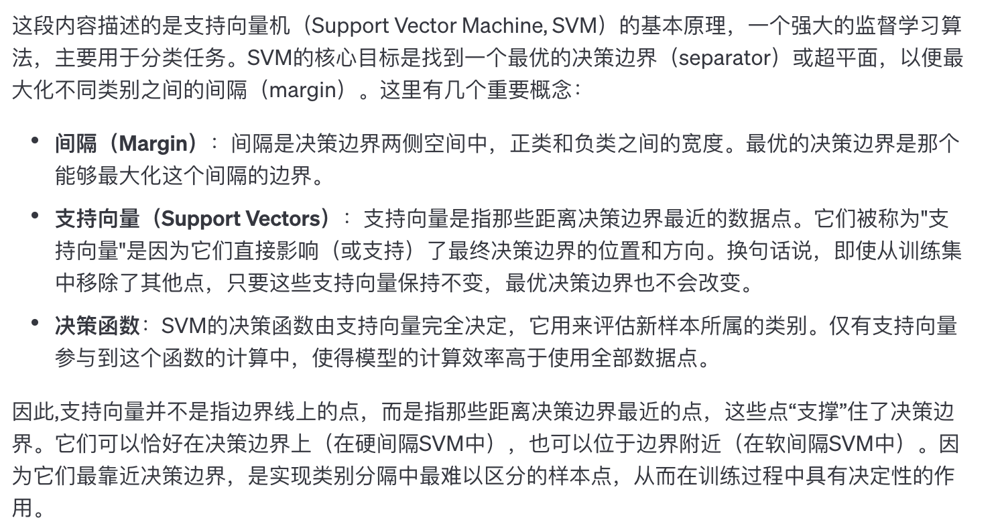 这段内容描述的是支持向量机（Support Vector Machine, SVM）的基本原理，一个强大的监督学习算
法，主要用于分类任务。SVM的核心目标是找到一个最优的决策边界（separator）或超平面，以便最
大化不同类别之间的间隔（margin）。这里有几个重要概念：
• 间隔（Margin）：间隔是决策边界两侧空间中，正类和负类之间的宽度。最优的决策边界是那个
能够最大化这个间隔的边界。
• 支持向量（Support Vectors）：支持向量是指那些距离决策边界最近的数据点。它们被称为"支
持向量"是因为它们直接影响（或支持）了最终决策边界的位置和方向。换句话说，即使从训练集
中移除了其他点，只要这些支持向量保持不变，最优决策边界也不会改变。
• 决策函数：SVM的决策函数由支持向量完全决定，它用来评估新样本所属的类别。仅有支持向量
参与到这个函数的计算中，使得模型的计算效率高于使用全部数据点。
因此,支持向量并不是指边界线上的点，而是指那些距离决策边界最近的点，这些点“支撑”住了决策边
界。它们可以恰好在决策边界上（在硬间隔SVM中），也可以位于边界附近（在软间隔SVM中）。因
为它们最靠近决策边界，是实现类别分隔中最难以区分的样本点，从而在训练过程中具有决定性的作
用。